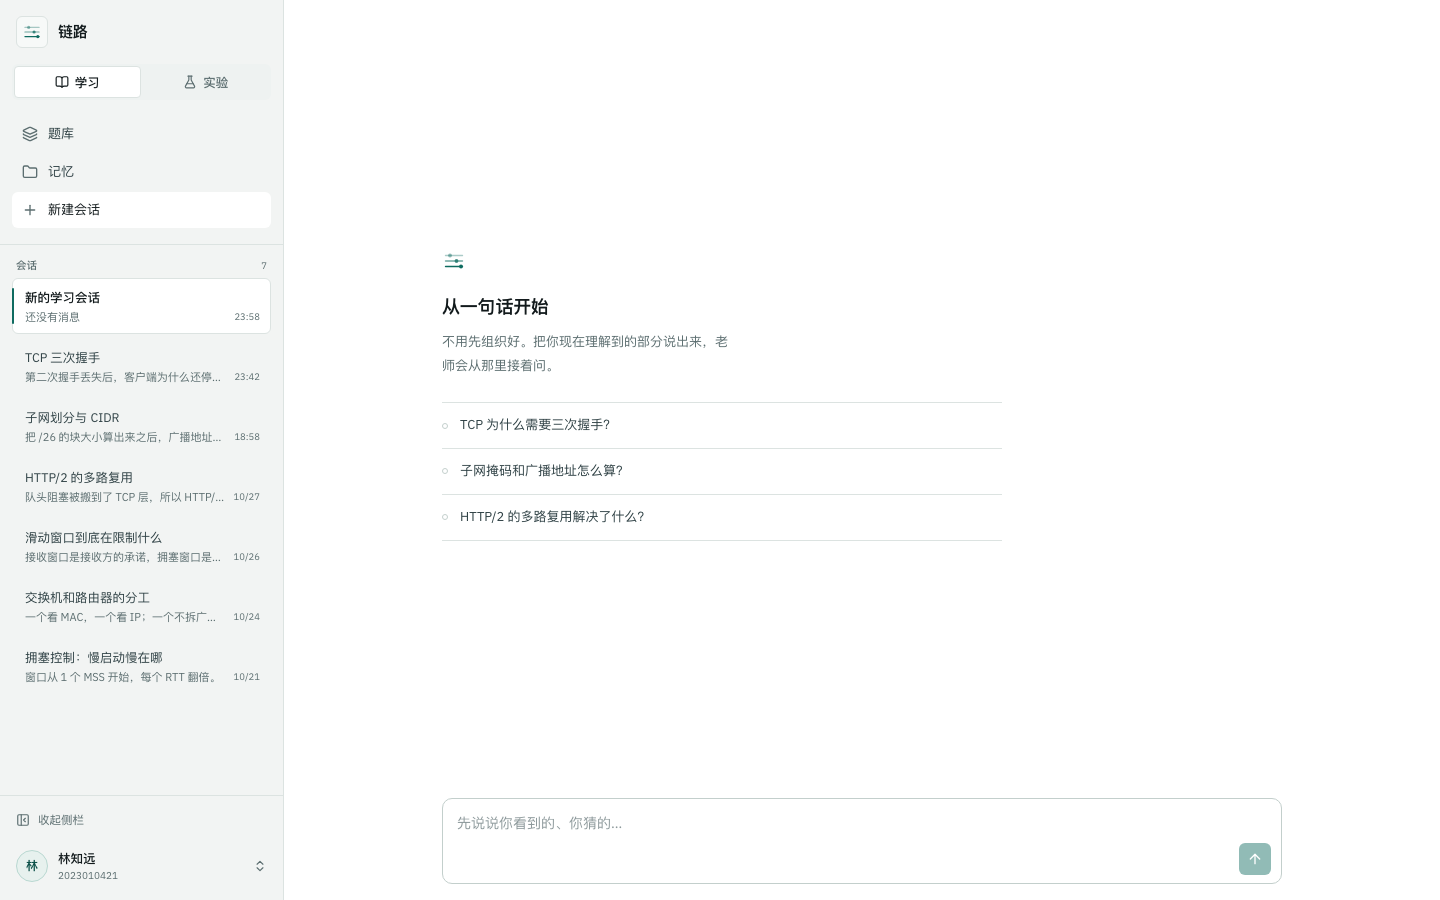 链路
学习
实验
题库
记忆
新建会话
会话
7
新的学习会话
还没有消息
23:58
TCP 三次握手
第二次握手丢失后，客户端为什么还停...
23:42
子网划分与 CIDR
把 /26 的块大小算出来之后，广播地址...
18:58
HTTP/2 的多路复用
队头阻塞被搬到了 TCP 层，所以 HTTP/...
10/27
滑动窗口到底在限制什么
接收窗口是接收方的承诺，拥塞窗口是...
10/26
交换机和路由器的分工
一个看 MAC，一个看 IP；一个不拆广...
10/24
拥塞控制：慢启动慢在哪
窗口从 1 个 MSS 开始，每个 RTT 翻倍。
10/21
收起侧栏
林
林知远
2023010421
从一句话开始
不用先组织好。把你现在理解到的部分说出来，老
师会从那里接着问。
TCP 为什么需要三次握手?
子网掩码和广播地址怎么算?
HTTP/2 的多路复用解决了什么?
先说说你看到的、你猜的...